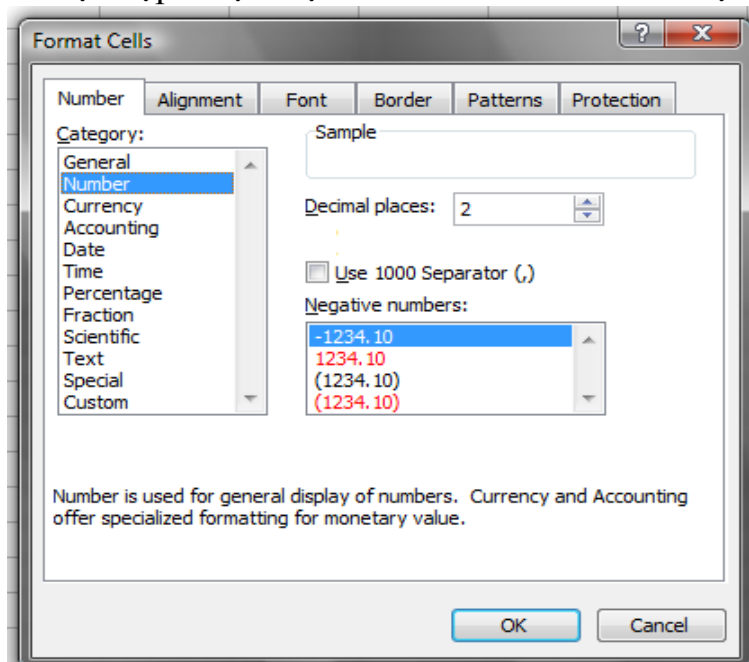 Format Cells
?
X
Number Alignment Font Border Patterns Protection
Category:
General
Number
Currency
Accounting
Date
Time
Percentage
Fraction
Scientific
Text
Special
Custom
Sample
Decimal places: 2
Use 1000 Separator (,)
Negative numbers:
-1234.10
1234.10
(1234.10)
(1234.10)
Number is used for general display of numbers. Currency and Accounting
offer specialized formatting for monetary value.
OK Cancel